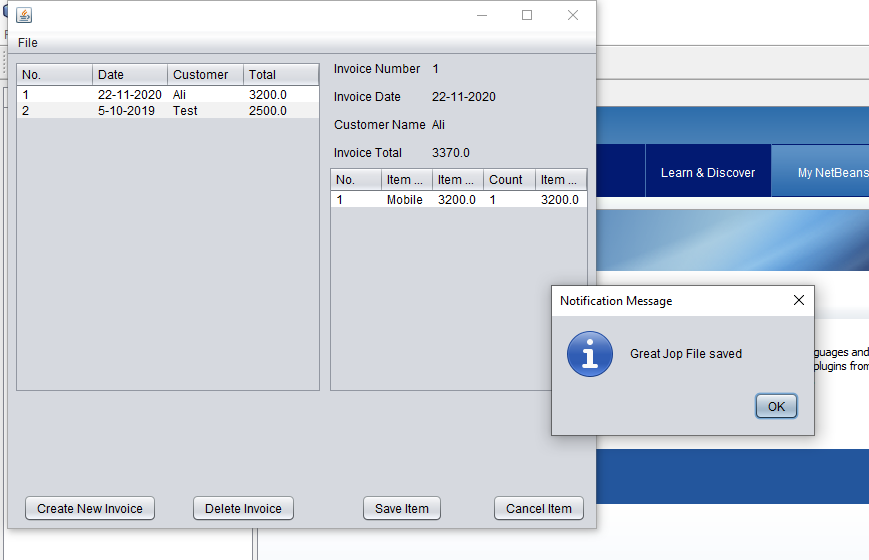 File
No. Date Customer Total
1 22-11-2020 Ali 3200.0
2 5-10-2019 Test 2500.0
Invoice Number 1
Invoice Date 22-11-2020
Customer Name Ali
Invoice Total 3370.0
No. Item ... Item ... Count Item ...
1 Mobile 3200.0 1 3200.0
Create New Invoice
Delete Invoice
Save Item
Cancel Item
Learn & Discover
My NetBeans
Notification Message
Great Jop File saved
OK
guages and
plugins from